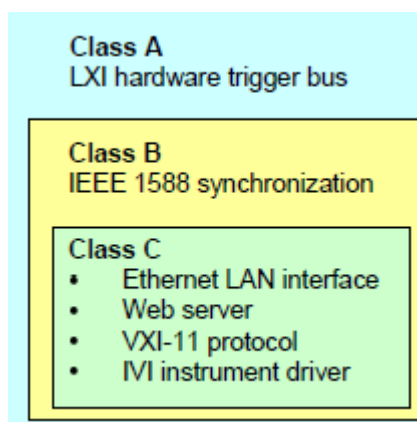 Class A
LXI hardware trigger bus
Class B
IEEE 1588 synchronization
Class C
• Ethernet LAN interface
• Web server
• VXI-11 protocol
• IVI instrument driver